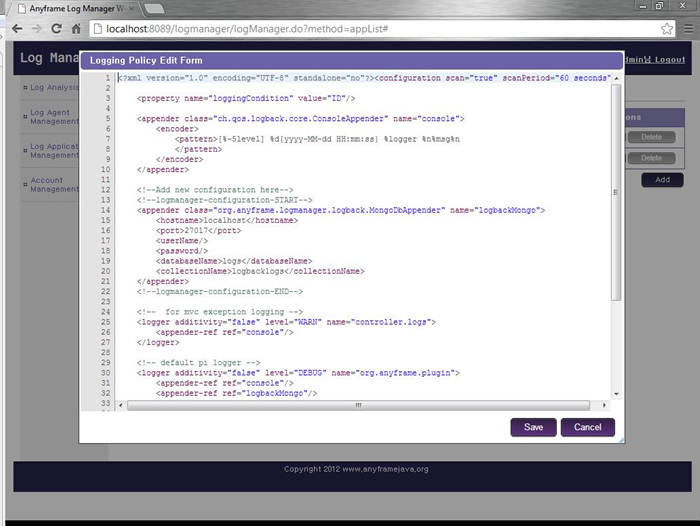 Anyframe Log Manager W
localhost:8089/logmanager/logManager.do?method=appList#
Log Mana
dmin Logout
Logging Policy Edit Form
Log Analysis
Log Agent
Management
Log Applicat
Management
Account
Management
ons
Delete
Delete
Add
1 <?xml version="1.0" encoding="UTF-8" standalone="no"?><configuration scan="true" scanPeriod="60 seconds"
2
3 <property name="loggingCondition" value="ID"/>
4
5 <appender class="ch.qos.logback.core.ConsoleAppender" name="console">
6 <encoder>
7 <pattern>[%-5level] %d{yyyy-MM-dd HH:mm:ss} %logger %n%msg%n
8 </pattern>
9 </encoder>
10 </appender>
11
12 <!--Add new configuration here-->
13 <!--logmanager-configuration-START-->
14 <appender class="org.anyframe.logmanager.logback.MongoDbAppender" name="logbackMongo">
15 <hostname>localhost</hostname>
16 <port>27017</port>
17 <userName/>
18 <password/>
19 <databaseName>logs</databaseName>
20 <collectionName>logbacklogs</collectionName>
21 </appender>
22 <!--logmanager-configuration-END-->
23
24 <!-- for mvc exception logging -->
25 <logger additivity="false" level="WARN" name="controller.logs">
26 <appender-ref ref="console"/>
27 </logger>
28
29 <!-- default pi logger -->
30 <logger additivity="false" level="DEBUG" name="org.anyframe.plugin">
31 <appender-ref ref="console"/>
32 <appender-ref ref="logbackMongo"/>
33
Save
Cancel
Copyright 2012 www.anyframejava.org